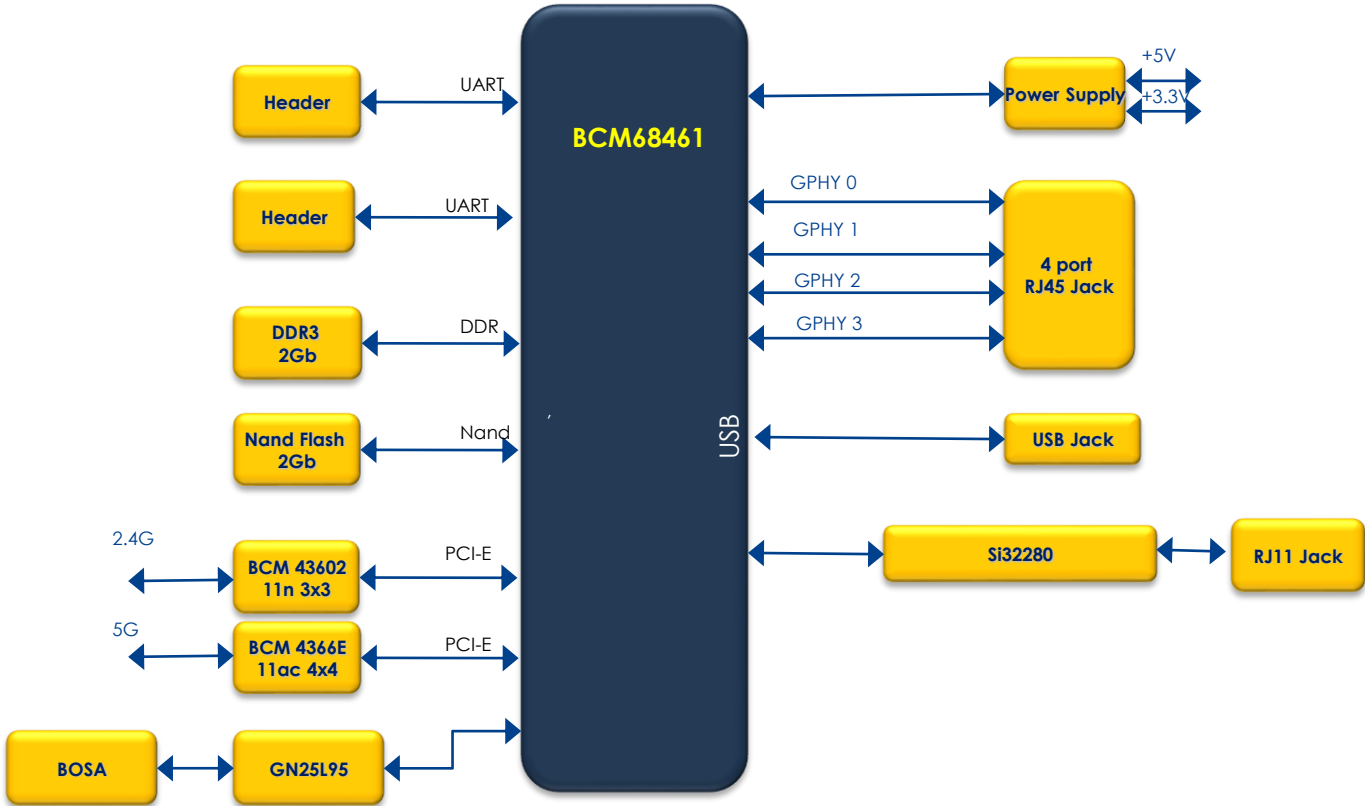 +5V
UART
Header
Power Supply
+3.3V
BCM68461
GPHY 0
UART
Header
GPHY 1
4 port
RJ45 Jack
GPHY 2
GPHY 3
DDR3
2Gb
DDR
,
USB
Nand Flash
2Gb
Nand
USB Jack
2.4G
BCM 43602
11n 3x3
PCI-E
Si32280
RJ11 Jack
5G
BCM 4366E
11ac 4x4
PCI-E
BOSA
GN25L95